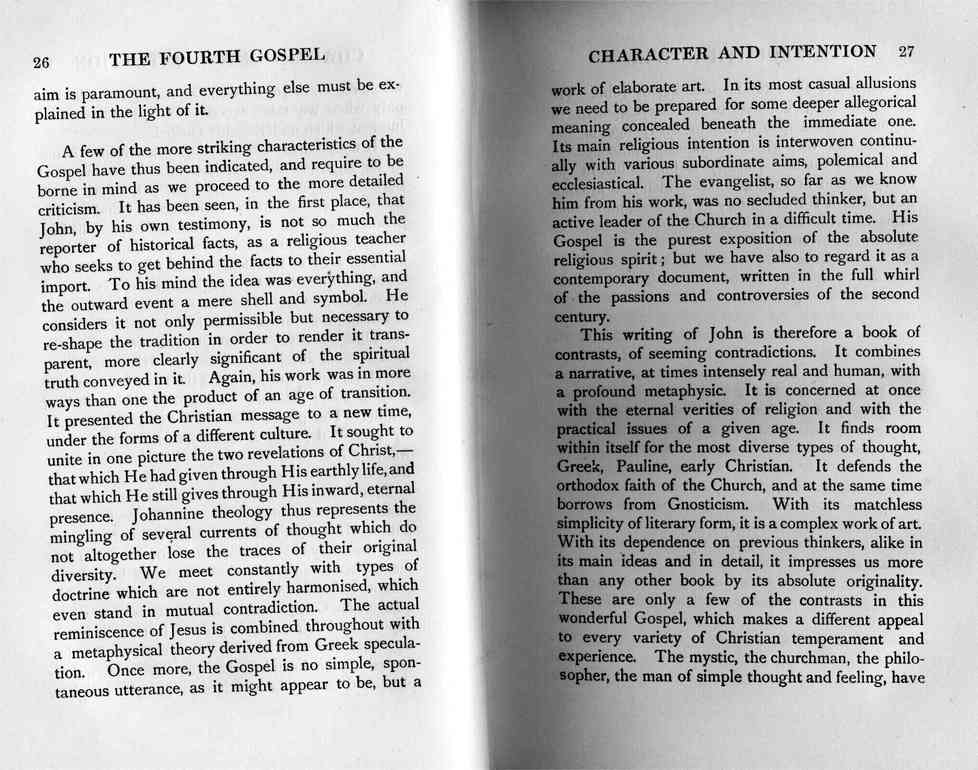 26 THE FOURTH GOSPEL
aim is paramount, and everything else must be ex-
plained in the light of it.
A few of the more striking characteristics of the
Gospel have thus been indicated, and require to be
borne in mind as we proceed to the more detailed
criticism. It has been seen, in the first place, that
John, by his own testimony, is not so much the
reporter of historical facts, as a religious teacher
who seeks to get behind the facts to their essential
import. To his mind the idea was everything, and
the outward event a mere shell and symbol. He
considers it not only permissible but necessary to
re-shape the tradition in order to render it trans-
parent, more clearly significant of the spiritual
truth conveyed in it. Again, his work was in more
ways than one the product of an age of transition.
It presented the Christian message to a new time,
under the forms of a different culture. It sought to
unite in one picture the two revelations of Christ,—
that which He had given through His earthly life, and
that which He still gives through His inward, eternal
presence. Johannine theology thus represents the
mingling of several currents of thought which do
not altogether lose the traces of their original
diversity. We meet constantly with types of
doctrine which are not entirely harmonised, which
even stand in mutual contradiction. The actual
reminiscence of Jesus is combined throughout with
a metaphysical theory derived from Greek specula-
tion. Once more, the Gospel is no simple, spon-
taneous utterance, as it might appear to be, but a
CHARACTER AND INTENTION 27
work of elaborate art. In its most casual allusions
we need to be prepared for some deeper allegorical
meaning concealed beneath the immediate one.
Its main religious intention is interwoven continu-
ally with various subordinate aims, polemical and
ecclesiastical. The evangelist, so far as we know
him from his work, was no secluded thinker, but an
active leader of the Church in a difficult time. His
Gospel is the purest exposition of the absolute
religious spirit; but we have also to regard it as a
contemporary document, written in the full whirl
of the passions and controversies of the second
century.
This writing of John is therefore a book of
contrasts, of seeming contradictions. It combines
a narrative, at times intensely real and human, with
a profound metaphysic. It is concerned at once
with the eternal verities of religion and with the
practical issues of a given age. It finds room
within itself for the most diverse types of thought,
Greek, Pauline, early Christian. It defends the
orthodox faith of the Church, and at the same time
borrows from Gnosticism. With its matchless
simplicity of literary form, it is a complex work of art.
With its dependence on previous thinkers, alike in
its main ideas and in detail, it impresses us more
than any other book by its absolute originality.
These are only a few of the contrasts in this
wonderful Gospel, which makes a different appeal
to every variety of Christian temperament and
experience. The mystic, the churchman, the philo-
sopher, the man of simple thought and feeling, have